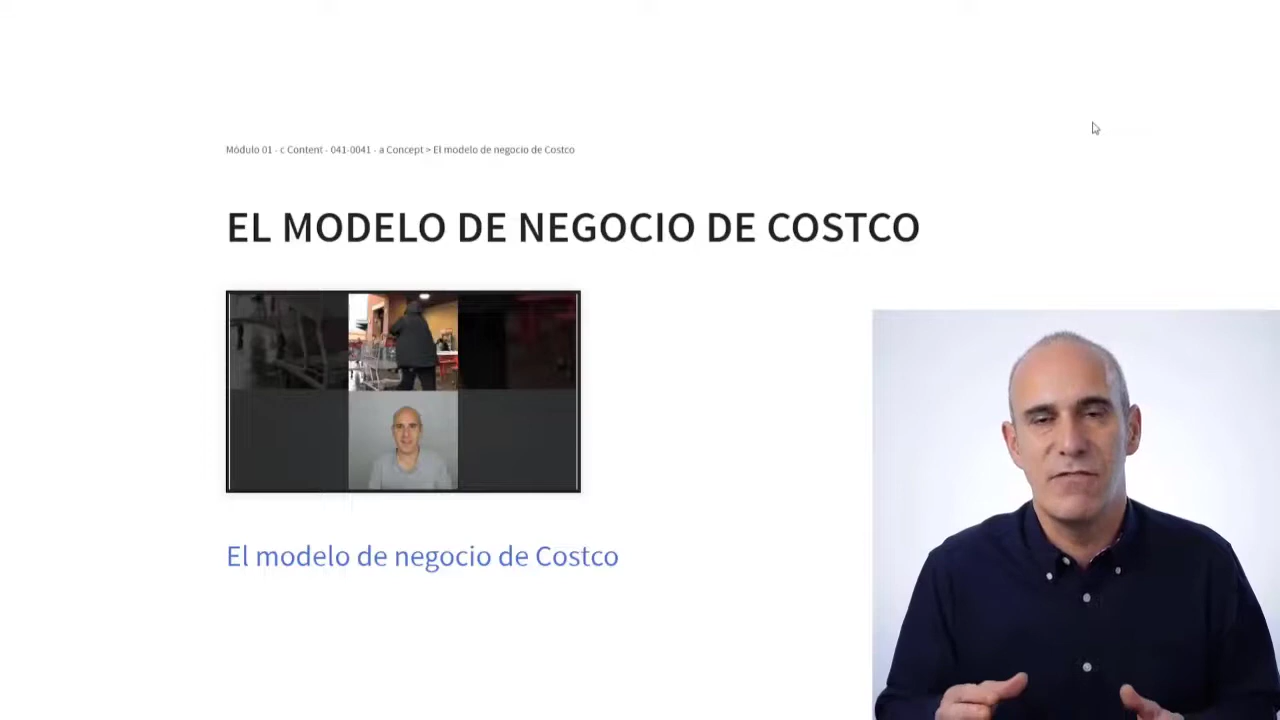 Módulo 01 - c Content - 041-0041 - a Concept > El modelo de negocio de Costco
EL MODELO DE NEGOCIO DE COSTCO
El modelo de negocio de Costco